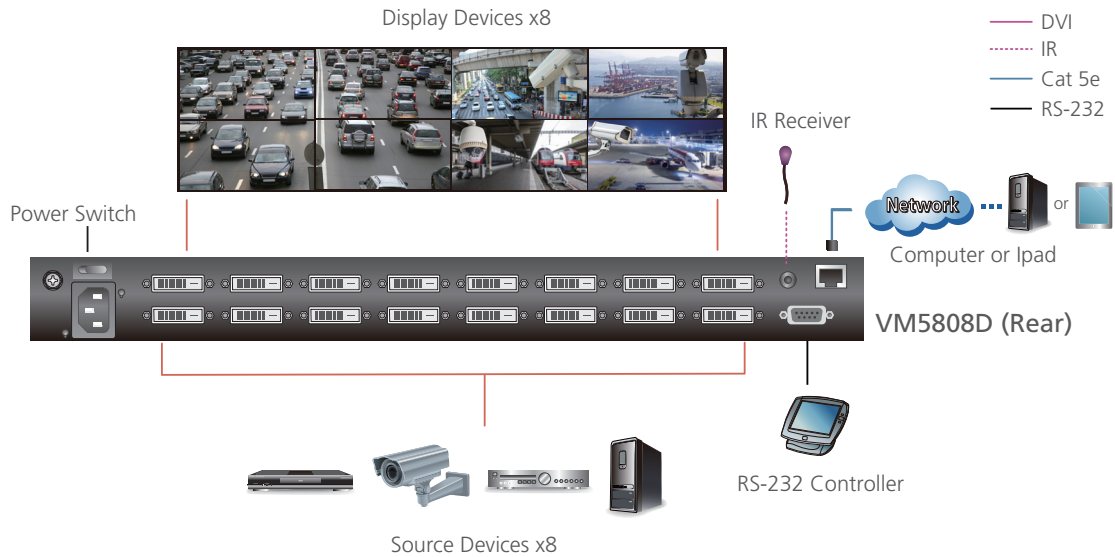 Display Devices x8
DVI
IR
Cat 5e
RS-232
IR Receiver
Power Switch
Network
or
Computer or Ipad
VM5808D (Rear)
RS-232 Controller
Source Devices x8